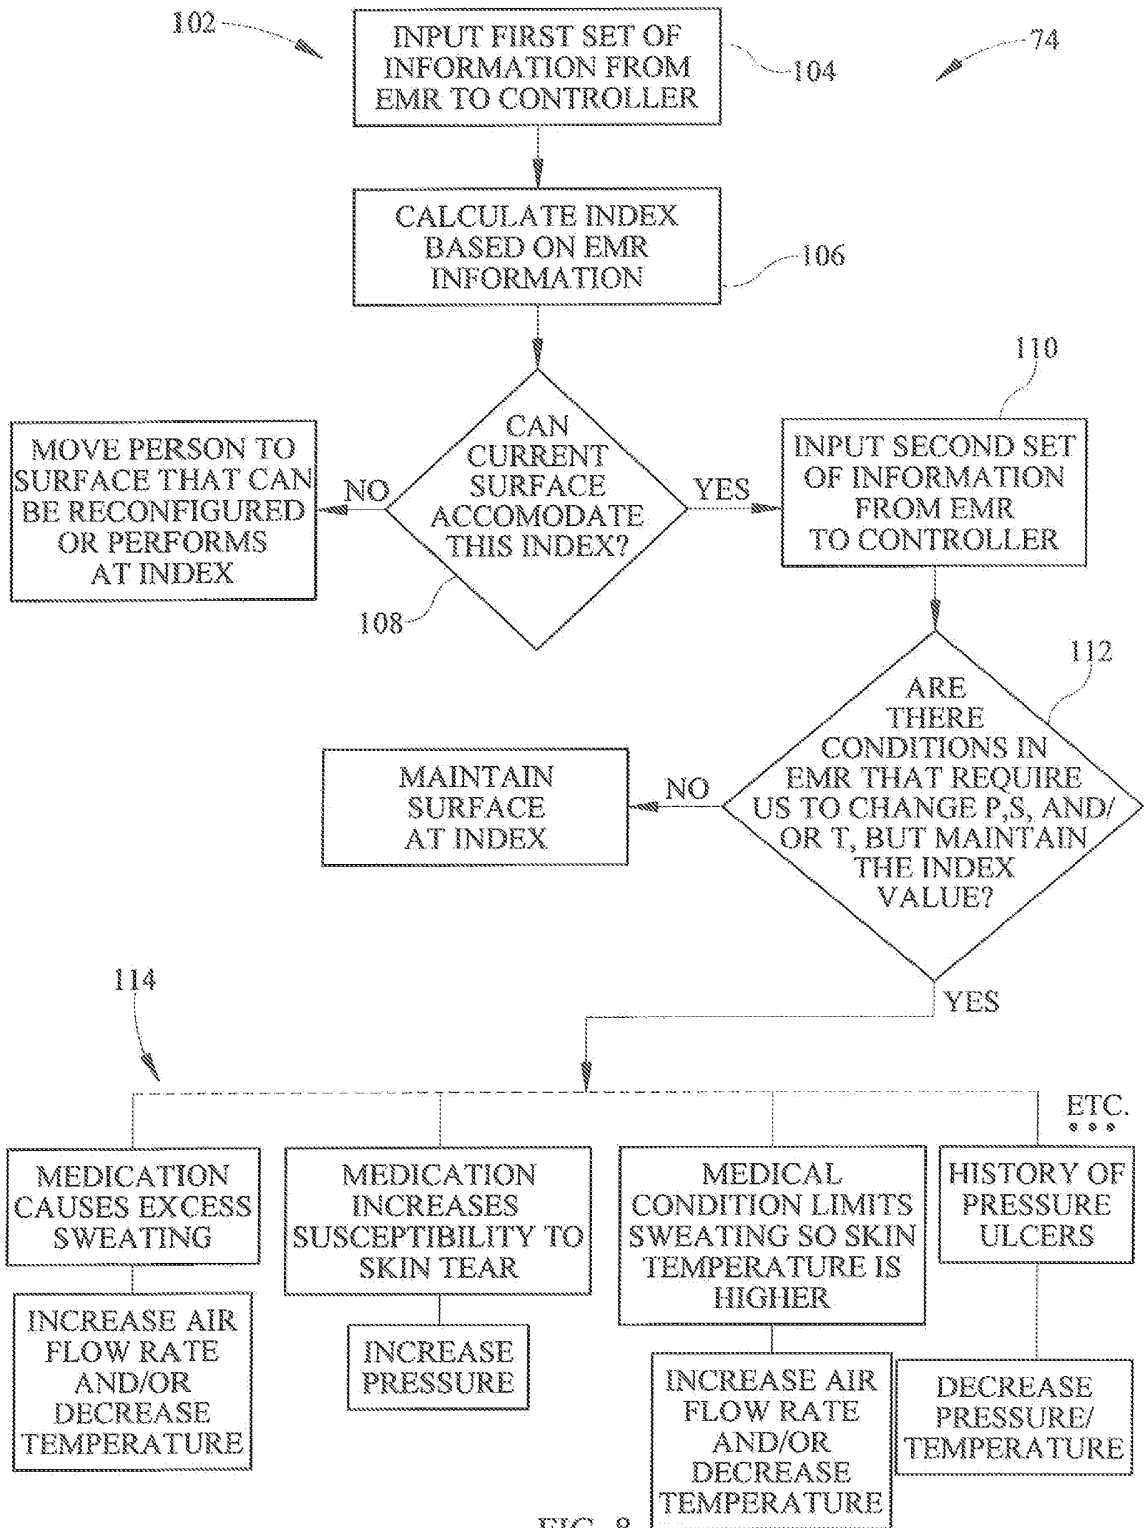 102
INPUT FIRST SET OF
INFORMATION FROM
EMR TO CONTROLLER
104
74
CALCULATE INDEX
BASED ON EMR
INFORMATION
106
CAN
CURRENT
SURFACE
ACCOMODATE
THIS INDEX?
108
NO
MOVE PERSON TO
SURFACE THAT CAN
BE RECONFIGURED
OR PERFORMS
AT INDEX
YES
110
INPUT SECOND SET
OF INFORMATION
FROM EMR
TO CONTROLLER
112
ARE
THERE
CONDITIONS IN
EMR THAT REQUIRE
US TO CHANGE P,S, AND/
OR T, BUT MAINTAIN
THE INDEX
VALUE?
NO
MAINTAIN
SURFACE
AT INDEX
YES
114
ETC.
MEDICATION
CAUSES EXCESS
SWEATING
INCREASE AIR
FLOW RATE
AND/OR
DECREASE
TEMPERATURE
MEDICATION
INCREASES
SUSCEPTIBILITY TO
SKIN TEAR
INCREASE
PRESSURE
MEDICAL
CONDITION LIMITS
SWEATING SO SKIN
TEMPERATURE IS
HIGHER
INCREASE AIR
FLOW RATE
AND/OR
DECREASE
TEMPERATURE
HISTORY OF
PRESSURE
ULCERS
DECREASE
PRESSURE/
TEMPERATURE
FIG. 8